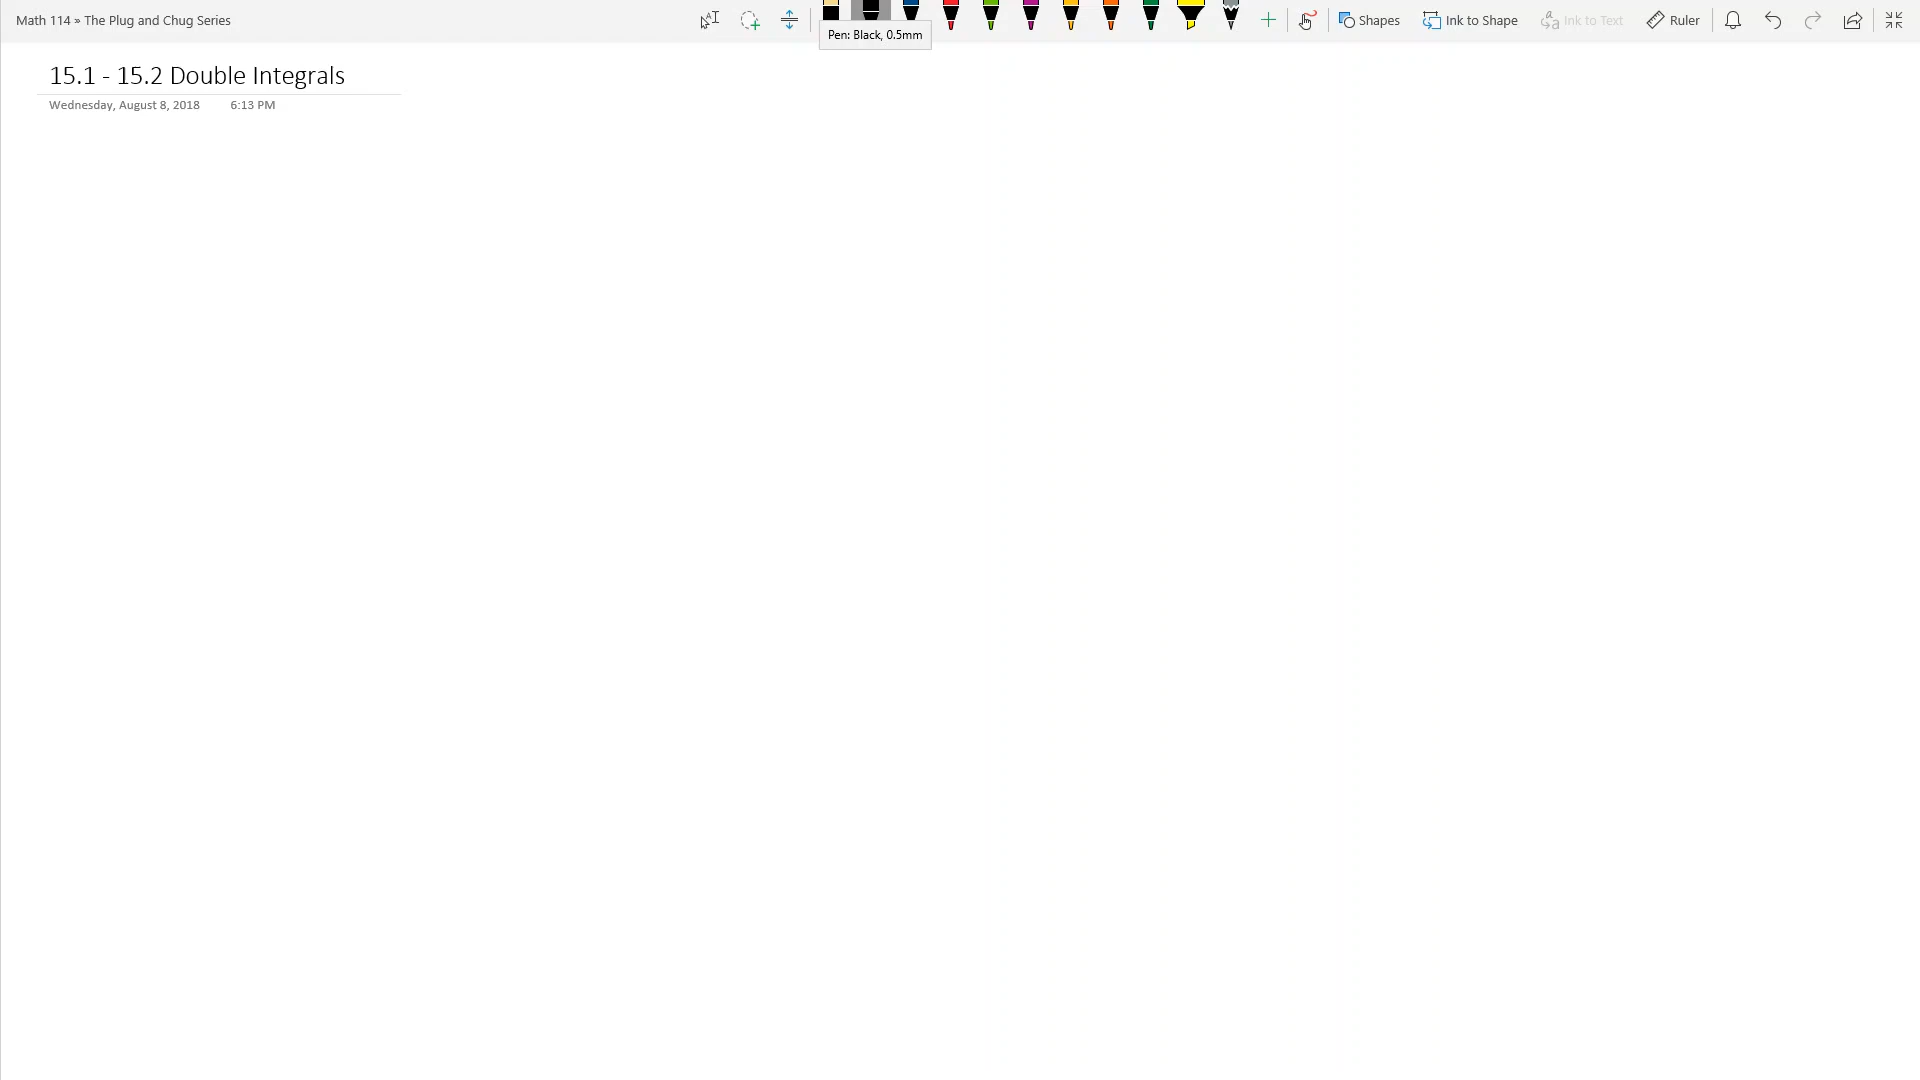 Math 114 » The Plug and Chug Series
Shapes
Ink to Shape
Ink to Text
Ruler
Pen: Black, 0.5mm
15.1 - 15.2 Double Integrals
Wednesday, August 8, 2018 6:13 PM